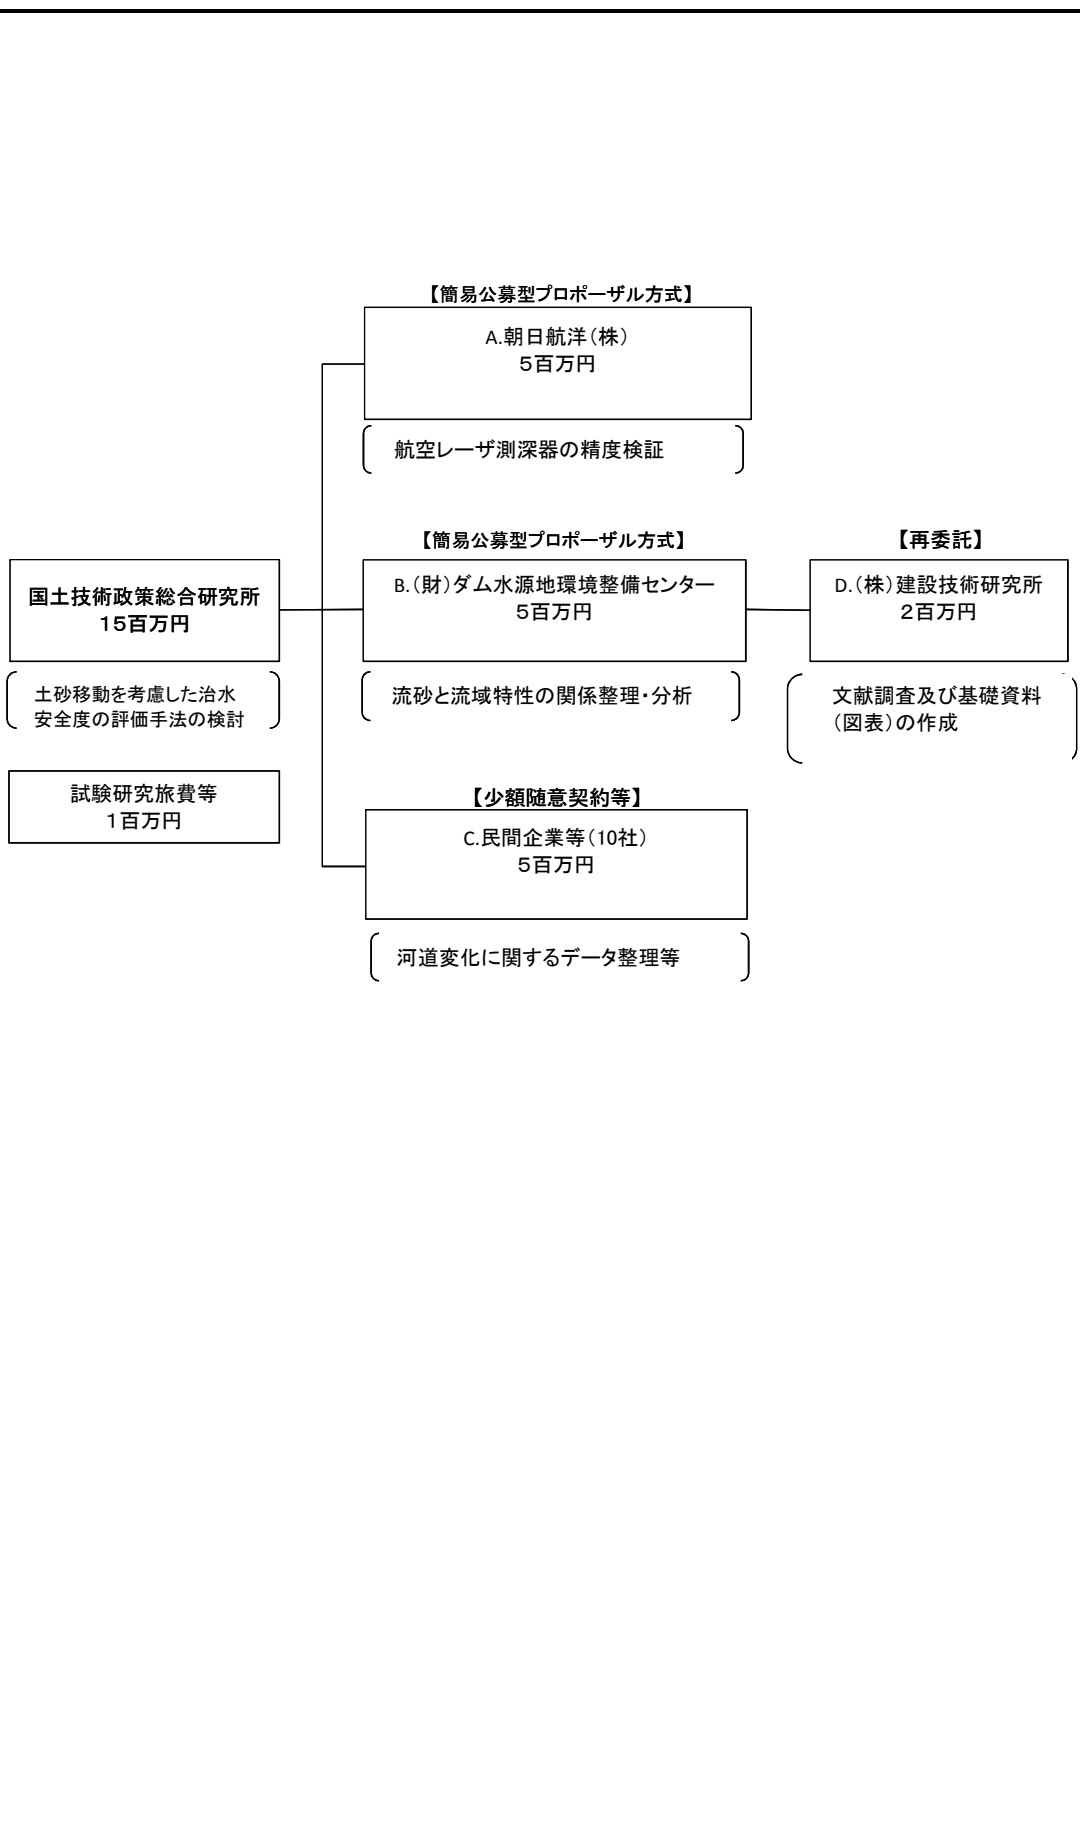 【簡易公募型プロポーザル方式】
A.朝日航洋（株）
５百万円
航空レーザ測深器の精度検証
【簡易公募型プロポーザル方式】
【再委託】
国土技術政策総合研究所
１５百万円
B.（財）ダム水源地環境整備センター
５百万円
D.（株）建設技術研究所
２百万円
土砂移動を考慮した治水
安全度の評価手法の検討
流砂と流域特性の関係整理・分析
文献調査及び基礎資料
（図表）の作成
試験研究旅費等
１百万円
【少額随意契約等】
C.民間企業等（10社）
５百万円
河道変化に関するデータ整理等